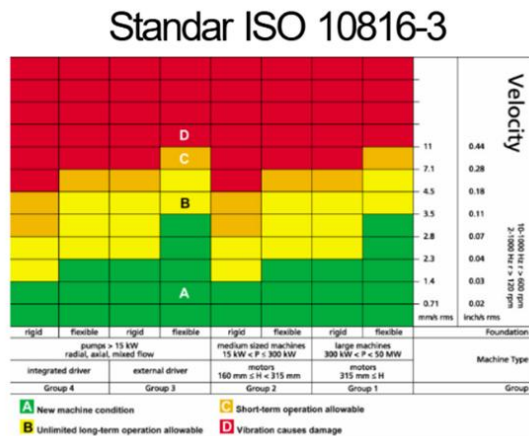 Standar ISO 10816-3
D
C
B
A
11 0.44
7.1 0.28
4.5 0.18
3.5 0.11
2.8 0.07
2.3 0.04
1.4 0.03
0.71 0.02
mm/s rms inch/s rms
Velocity
10-1000 Hz r > 600 rpm
2-1000 Hz r > 120 rpm
rigid flexible rigid flexible rigid flexible rigid flexible Foundation
pumps > 15 kW
radial, axial, mixed flow
medium sized machines
15 kW < P ≤ 300 kW
large machines
300 kW < P < 50 MW
Machine Type
integrated driver external driver
motors
160 mm ≤ H < 315 mm
motors
315 mm ≤ H
Group 4 Group 3 Group 2 Group 1 Group
A New machine condition
B Unlimited long-term operation allowable
C Short-term operation allowable
D Vibration causes damage